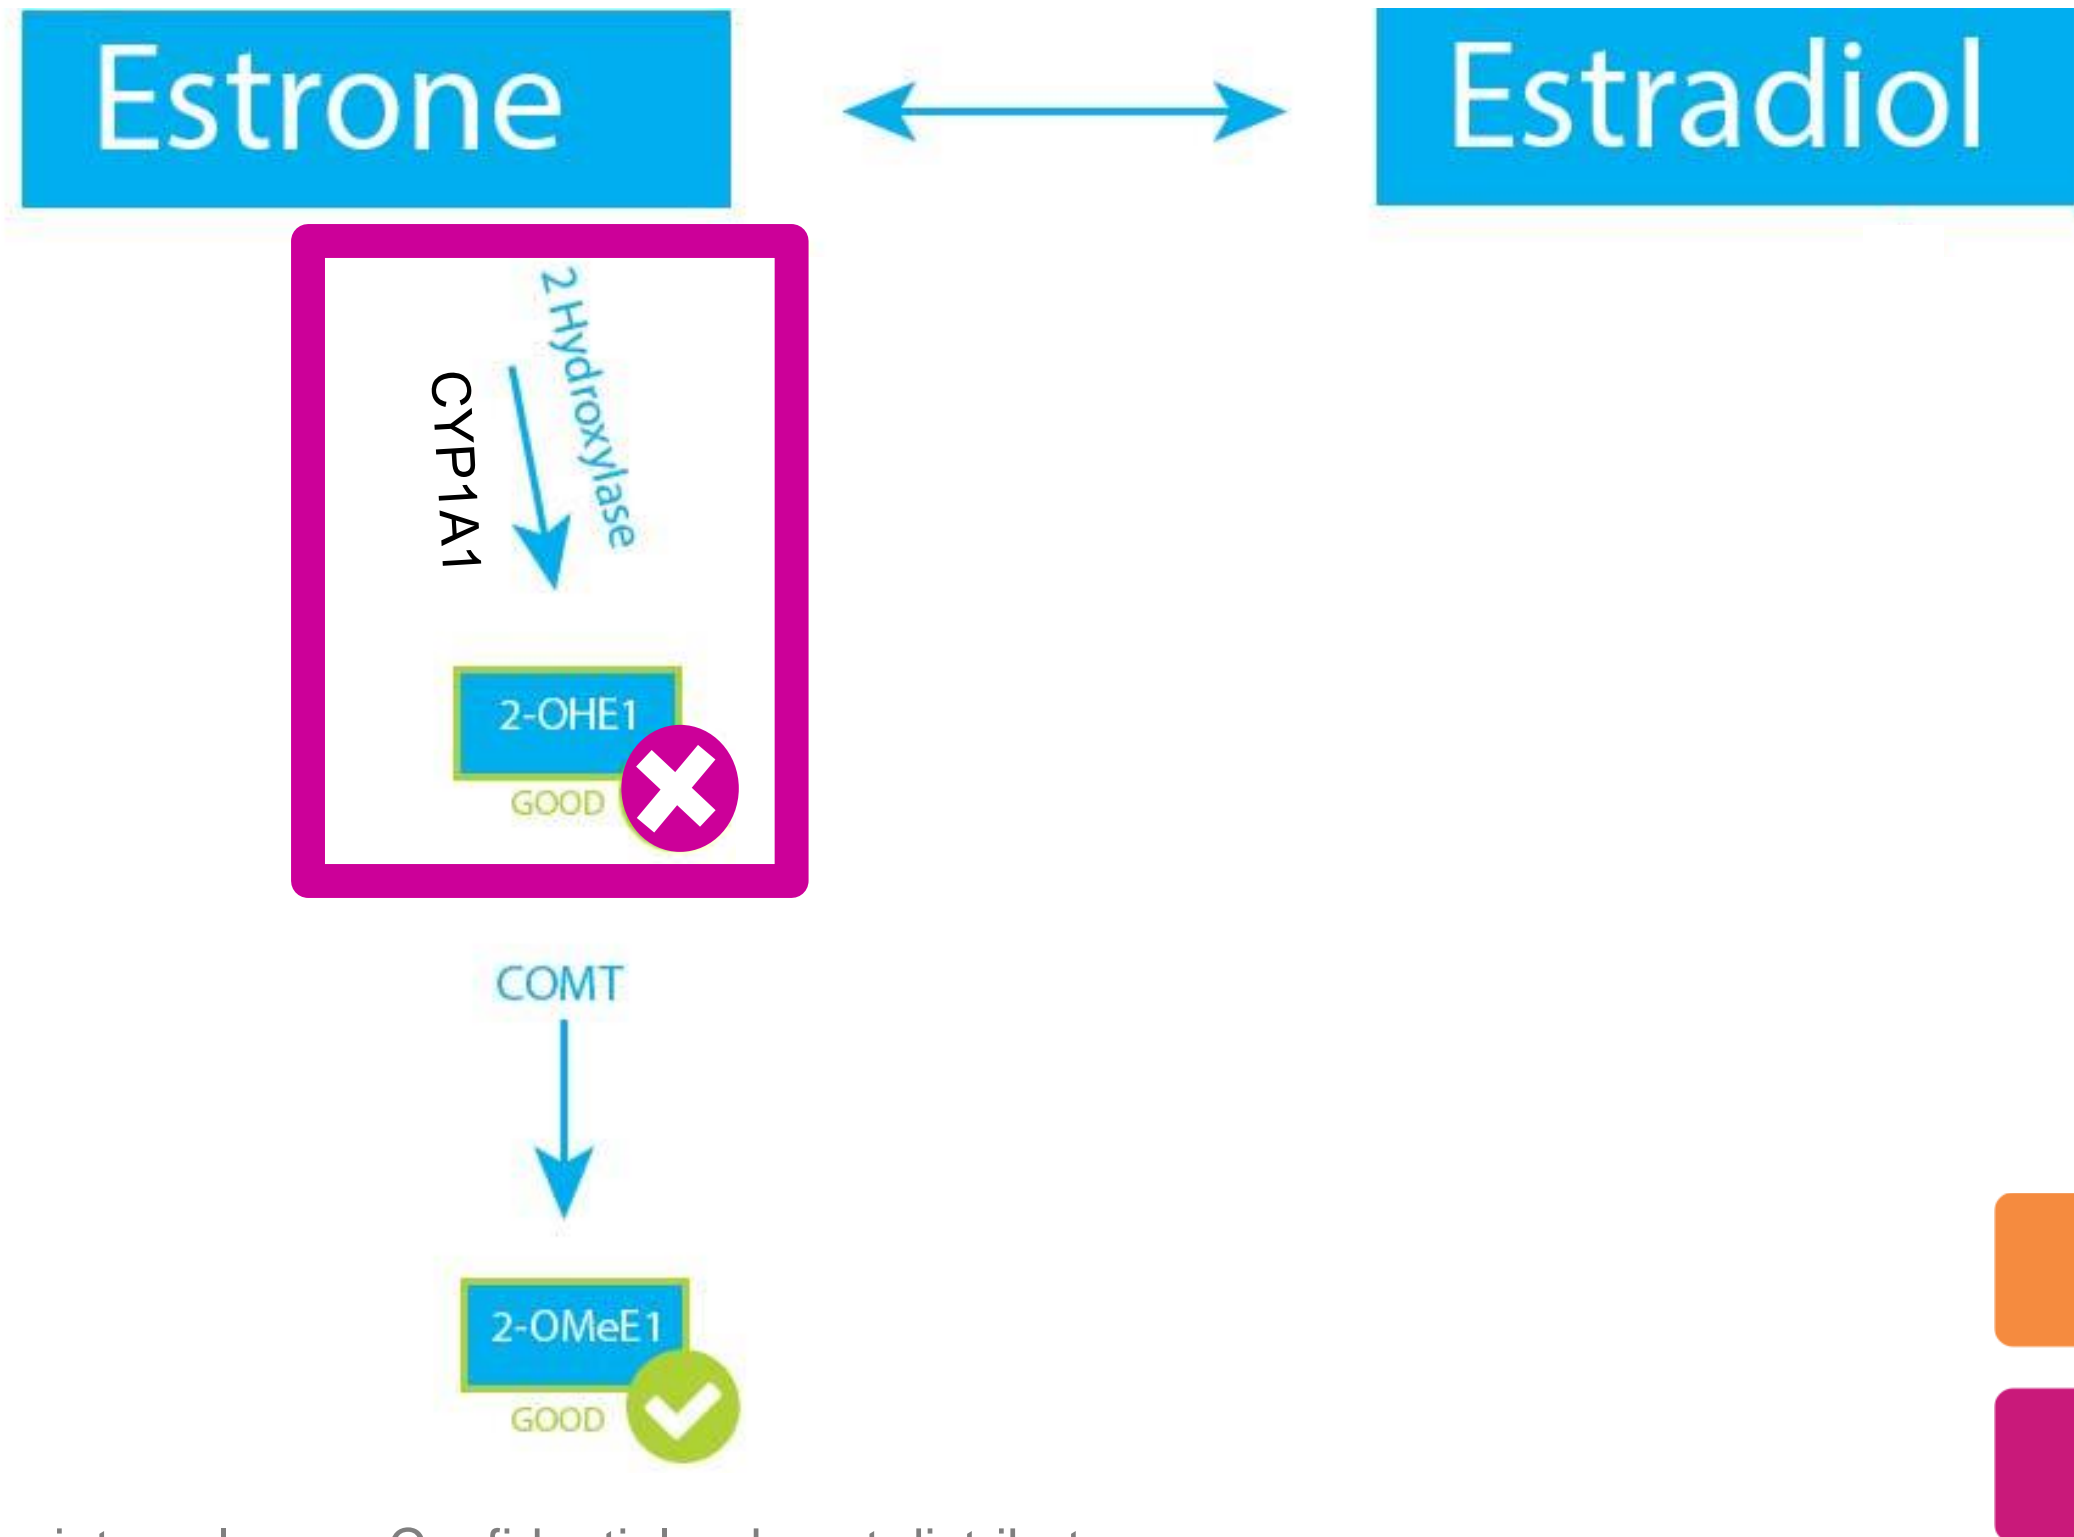 Estrone
Estradiol
2 Hydroxylase
CYP1A1
2-OHE1
GOOD
COMT
2-OMeE1
GOOD